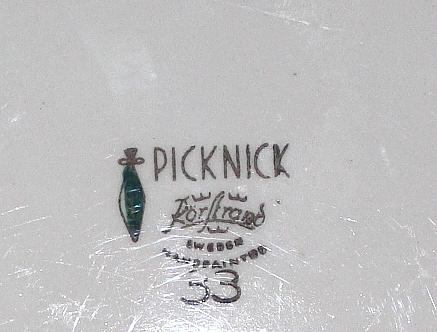 PICKNICK
Rörstrand
SWEDEN
HANDPAINTED
53